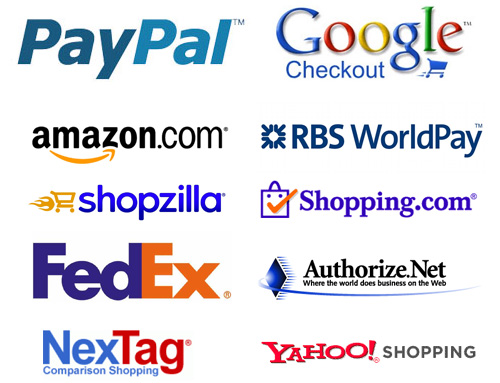 PayPal™
Google™
Checkout
amazon.com®
RBS WorldPay™
shopzilla®
Shopping.com®
FedEx®
Authorize.Net
Where the world does business on the Web
NexTag®
Comparison Shopping
YAHOO! SHOPPING